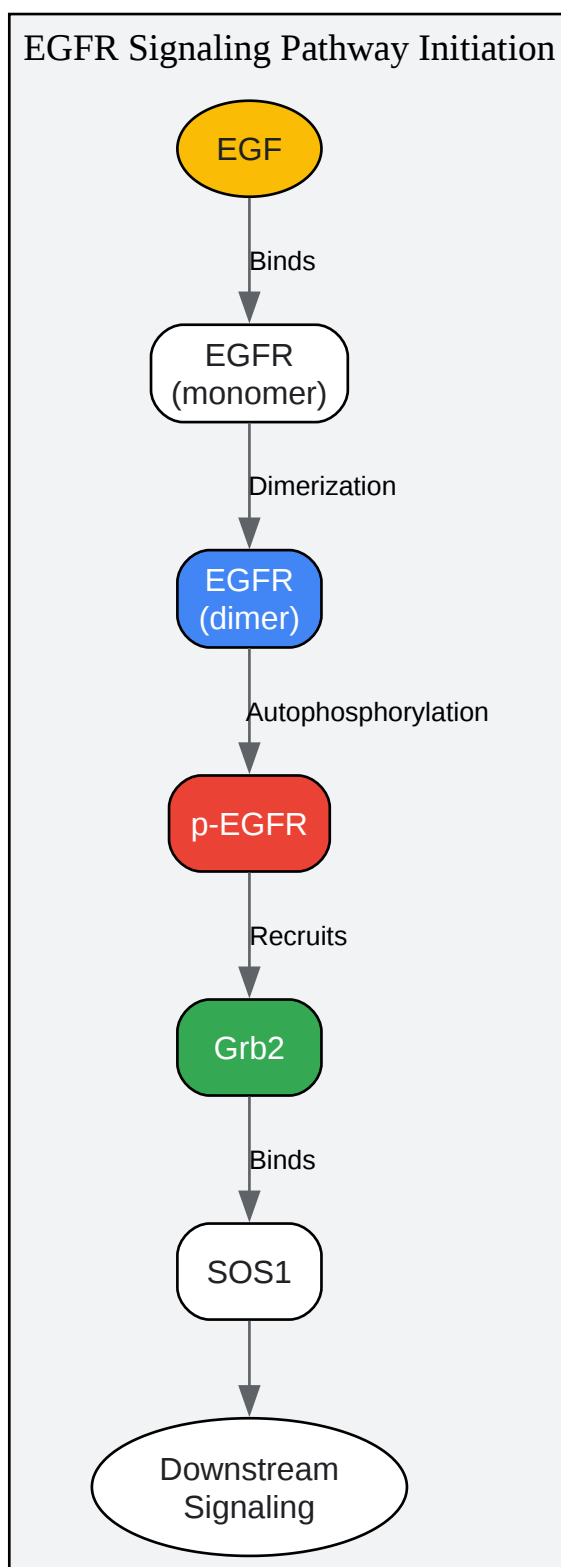 EGFR Signaling Pathway Initiation
EGF
Binds
EGFR
(monomer)
Dimerization
EGFR
(dimer)
Autophosphorylation
p-EGFR
Recruits
Grb2
Binds
SOS1
Downstream
Signaling